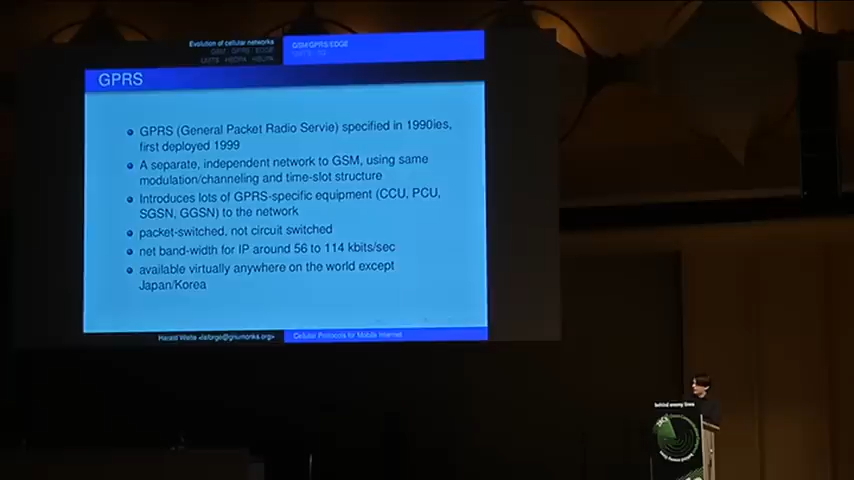 Evolution of cellular networks
GSM GPRS EDGE
UMTS HSDPA HSUPA
GSM/GPRS/EDGE
GPRS
GPRS (General Packet Radio Servie) specified in 1990ies,
first deployed 1999
A separate, independent network to GSM, using same
modulation/channeling and time-slot structure
Introduces lots of GPRS-specific equipment (CCU, PCU,
SGSN, GGSN) to the network
packet-switched, not circuit switched
net band-width for IP around 56 to 114 kbits/sec
available virtually anywhere on the world except
Japan/Korea
Harald Welte <laforge@gnumonks.org>
Cellular Protocols for Mobile Internet
behind enemy lines